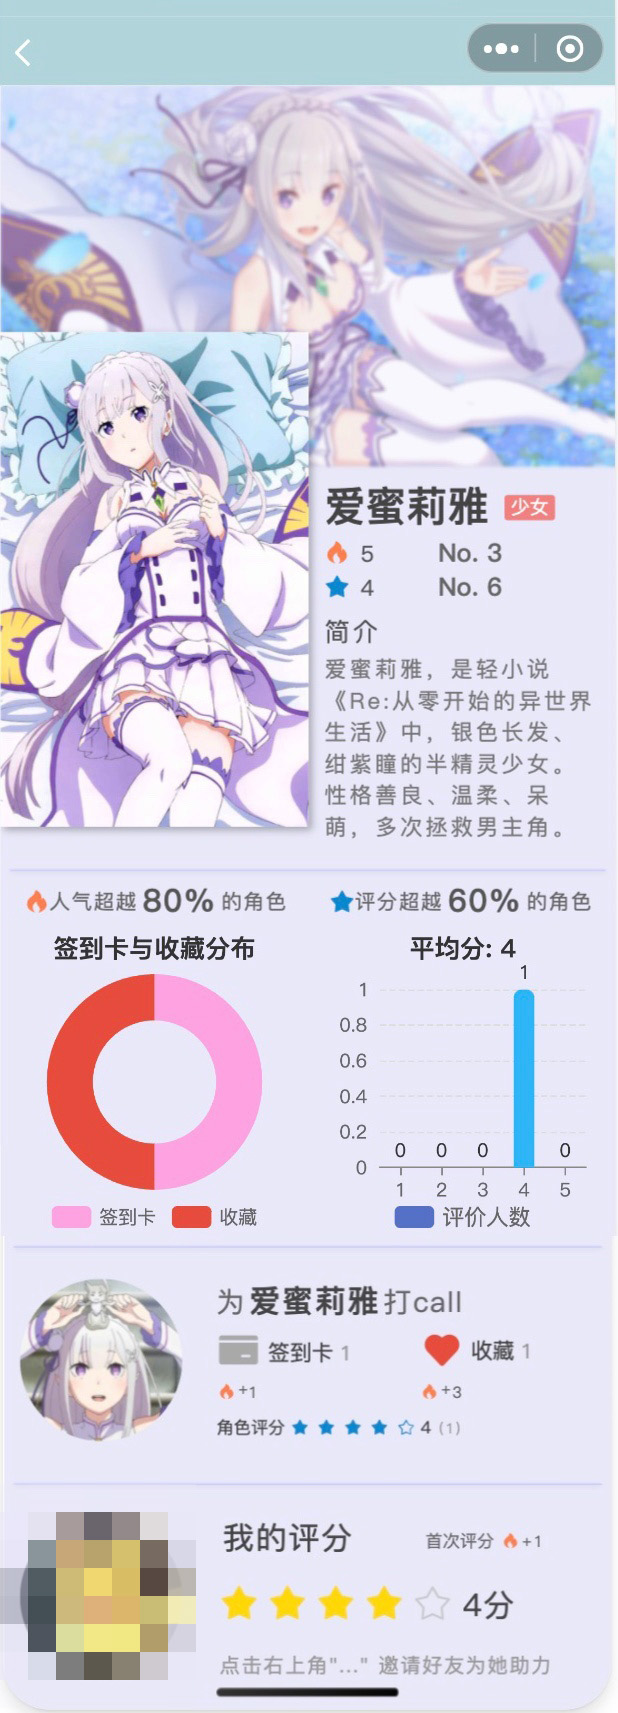 爱蜜莉雅 少女
5 No. 3
4 No. 6
简介
爱蜜莉雅，是轻小说
《Re:从零开始的异世界
生活》中，银色长发、
绀紫瞳的半精灵少女。
性格善良、温柔、呆
萌，多次拯救男主角。
人气超越 80% 的角色
评分超越 60% 的角色
签到卡与收藏分布
签到卡 收藏
平均分: 4
1
1
0.8
0.6
0.4
0.2
0
0 0 0 0
1 2 3 4 5
评价人数
为 爱蜜莉雅 打call
签到卡 1 收藏 1
+1 +3
角色评分 4 (1)
我的评分 首次评分 +1
4分
点击右上角"..." 邀请好友为她助力